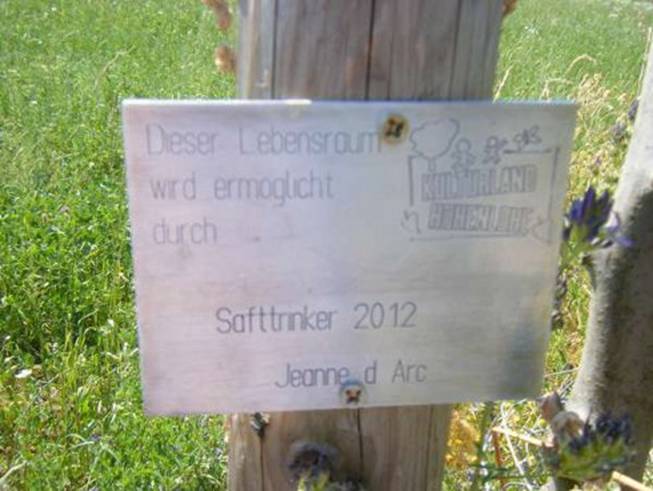 Dieser Lebensraum
wird ermoglicht
durch
KULTURLAND
HOHENLOHE
Safttrinker 2012
Jeanne d Arc